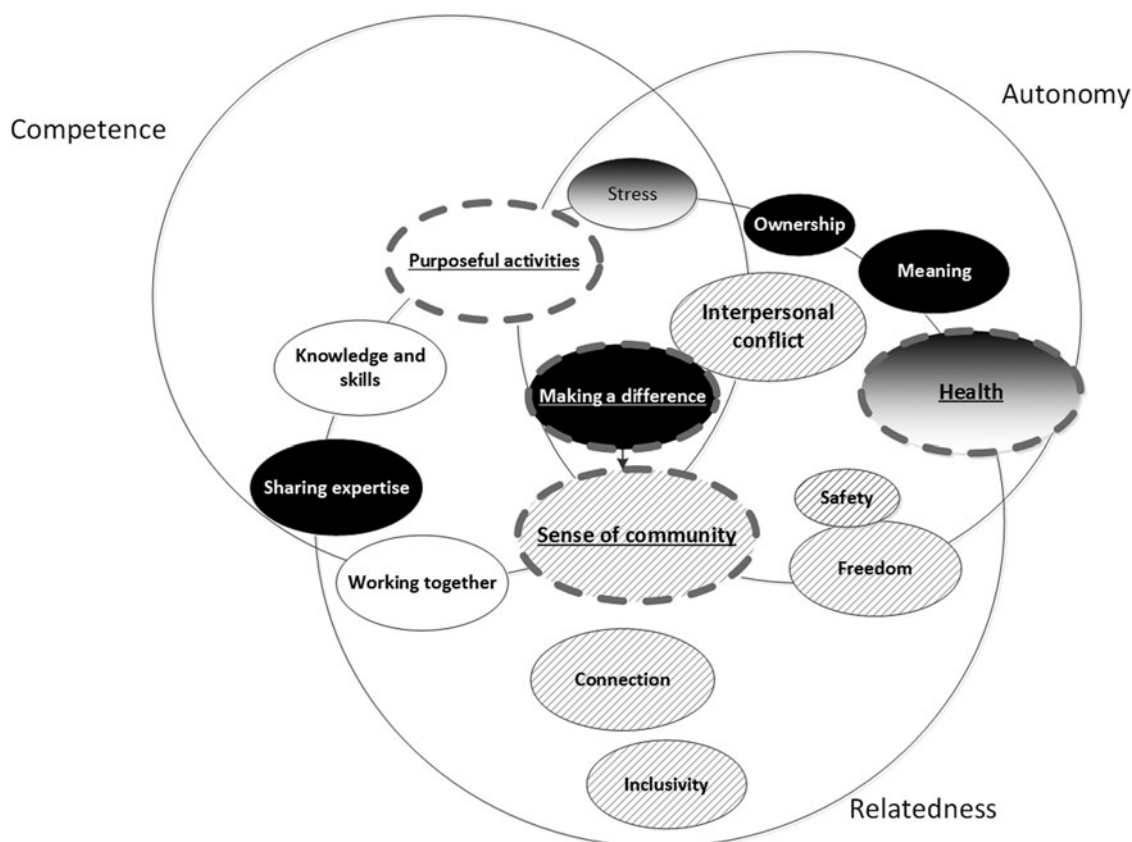 Competence
Autonomy
Stress
Ownership
Purposeful activities
Meaning
Interpersonal
conflict
Knowledge and
skills
Making a difference
Health
Sharing expertise
Safety
Sense of community
Freedom
Working together
Connection
Inclusivity
Relatedness